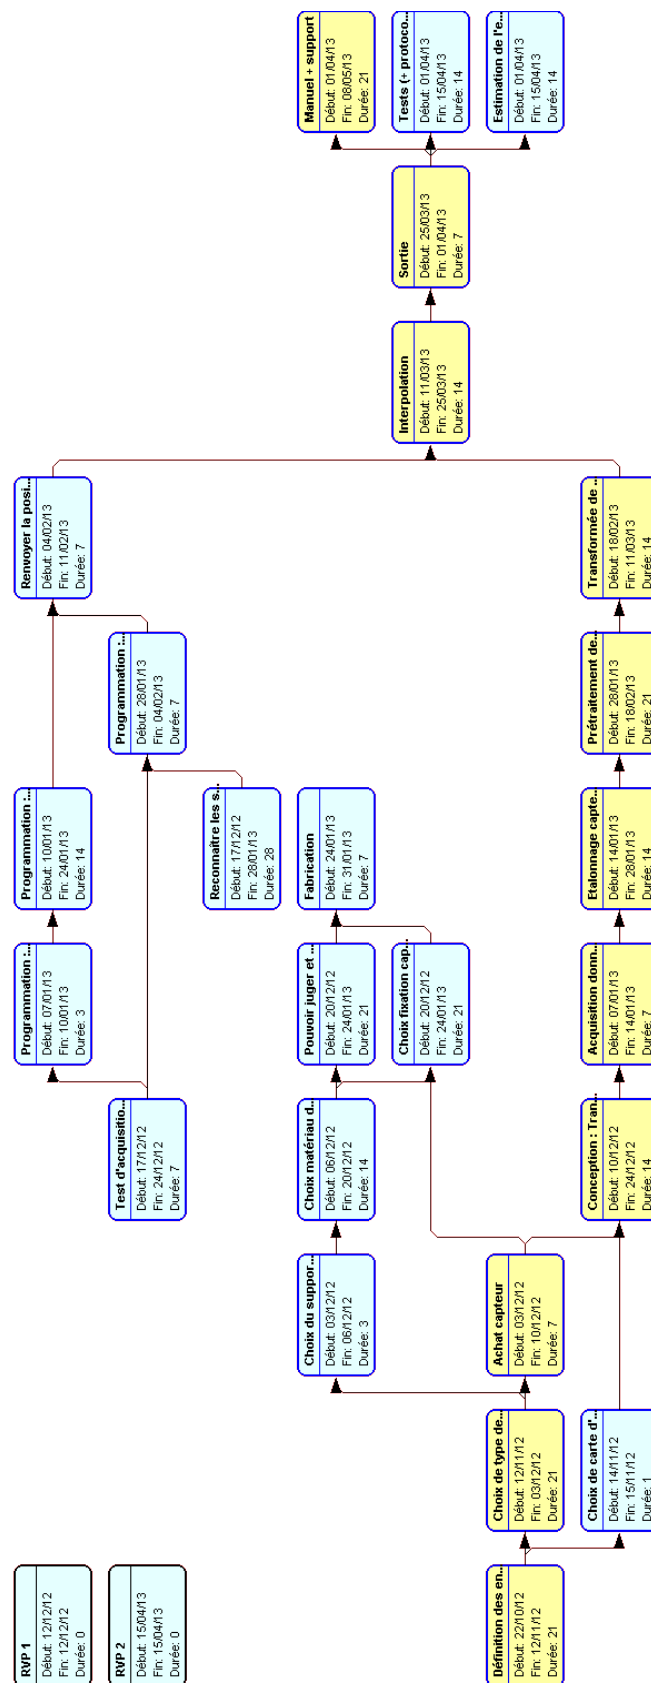 RVP 1
Début: 12/12/12
Fin: 12/12/12
Durée: 0
RVP 2
Début: 15/04/13
Fin: 15/04/13
Durée: 0
Définition des en...
Début: 22/10/12
Fin: 12/11/12
Durée: 21
Choix de type de...
Début: 12/11/12
Fin: 03/12/12
Durée: 21
Choix de carte d'...
Début: 14/11/12
Fin: 15/11/12
Durée: 1
Choix du suppor...
Début: 03/12/12
Fin: 06/12/12
Durée: 3
Achat capteur
Début: 03/12/12
Fin: 10/12/12
Durée: 7
Test d'acquisitio...
Début: 17/12/12
Fin: 24/12/12
Durée: 7
Choix matériau d...
Début: 06/12/12
Fin: 20/12/12
Durée: 14
Conception : Tran...
Début: 10/12/12
Fin: 24/12/12
Durée: 14
Programmation :...
Début: 07/01/13
Fin: 10/01/13
Durée: 3
Pouvoir juger et ...
Début: 20/12/12
Fin: 24/01/13
Durée: 21
Choix fixation cap...
Début: 20/12/12
Fin: 24/01/13
Durée: 21
Acquisition donn...
Début: 07/01/13
Fin: 14/01/13
Durée: 7
Programmation :...
Début: 10/01/13
Fin: 24/01/13
Durée: 14
Reconnaître les s...
Début: 17/12/12
Fin: 28/01/13
Durée: 28
Fabrication
Début: 24/01/13
Fin: 31/01/13
Durée: 7
Etalonnage capte...
Début: 14/01/13
Fin: 28/01/13
Durée: 14
Programmation :...
Début: 28/01/13
Fin: 04/02/13
Durée: 7
Prétraitement de...
Début: 28/01/13
Fin: 18/02/13
Durée: 21
Renvoyer la posi...
Début: 04/02/13
Fin: 11/02/13
Durée: 7
Transformée de ...
Début: 18/02/13
Fin: 11/03/13
Durée: 14
Interpolation
Début: 11/03/13
Fin: 25/03/13
Durée: 14
Sortie
Début: 25/03/13
Fin: 01/04/13
Durée: 7
Manuel + support
Début: 01/04/13
Fin: 08/05/13
Durée: 21
Tests (+ protoco...
Début: 01/04/13
Fin: 15/04/13
Durée: 14
Estimation de l'e...
Début: 01/04/13
Fin: 15/04/13
Durée: 14